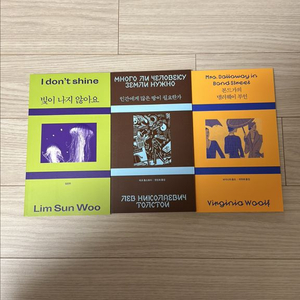 I don't shine
빛이 나지 않아요
Lim Sun Woo
МНОГО ЛИ ЧЕЛОВЕКУ
ЗЕМЛИ НУЖНО
인간에게 많은 땅이 필요한가
ЛЕВ НИКОЛАЕВИЧ
ТОЛСТОЙ
Mrs. Dalloway in
Bond Street
본드가의
댈러웨이 부인
Virginia Woolf